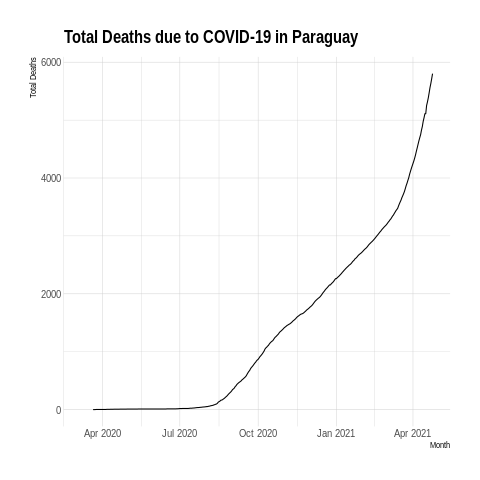 Total Deaths due to COVID-19 in Paraguay
Total Deaths
6000
4000
2000
0
Apr 2020
Jul 2020
Oct 2020
Jan 2021
Apr 2021
Month